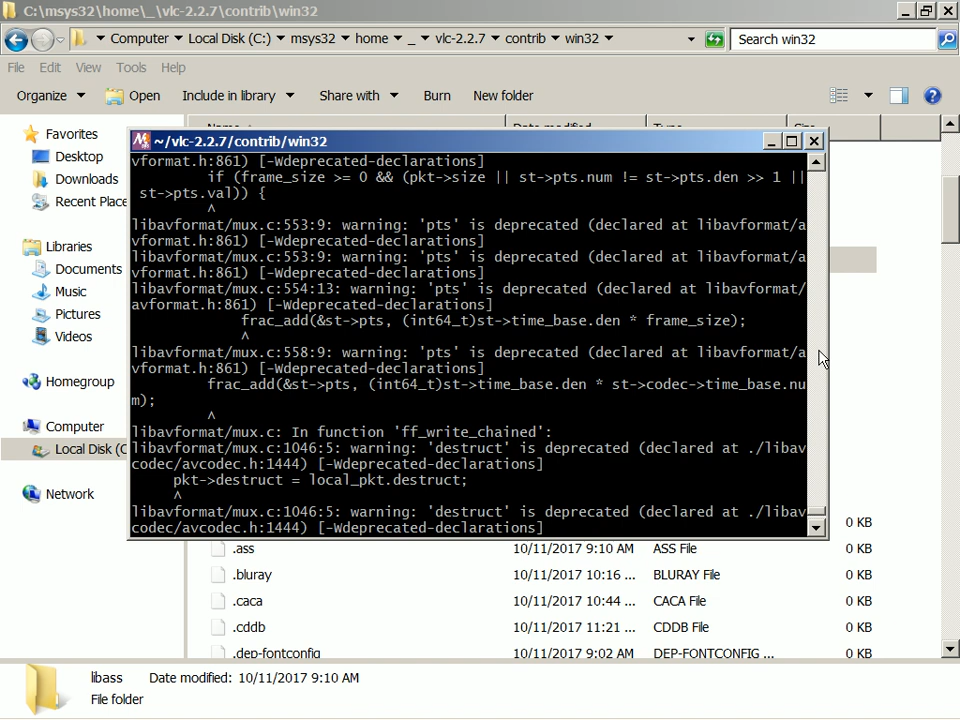 C:\msys32\home\_\vlc-2.2.7\contrib\win32
Computer Local Disk (C:) msys32 home _ vlc-2.2.7 contrib win32 Search win32
File Edit View Tools Help
Organize Open Include in library Share with Burn New folder
Favorites
Desktop
Downloads
Recent Place
Libraries
Documents
Music
Pictures
Videos
Homegroup
Computer
Local Disk (C
Network
~/vlc-2.2.7/contrib/win32
vformat.h:861) [-Wdeprecated-declarations]
if (frame_size >= 0 && (pkt->size || st->pts.num != st->pts.den >> 1 ||
st->pts.val)) {
^
libavformat/mux.c:553:9: warning: 'pts' is deprecated (declared at libavformat/a
vformat.h:861) [-Wdeprecated-declarations]
libavformat/mux.c:553:9: warning: 'pts' is deprecated (declared at libavformat/a
vformat.h:861) [-Wdeprecated-declarations]
libavformat/mux.c:554:13: warning: 'pts' is deprecated (declared at libavformat/
avformat.h:861) [-Wdeprecated-declarations]
frac_add(&st->pts, (int64_t)st->time_base.den * frame_size);
^
libavformat/mux.c:558:9: warning: 'pts' is deprecated (declared at libavformat/a
vformat.h:861) [-Wdeprecated-declarations]
frac_add(&st->pts, (int64_t)st->time_base.den * st->codec->time_base.nu
m);
^
libavformat/mux.c: In function 'ff_write_chained':
libavformat/mux.c:1046:5: warning: 'destruct' is deprecated (declared at ./libav
codec/avcodec.h:1444) [-Wdeprecated-declarations]
pkt->destruct = local_pkt.destruct;
^
libavformat/mux.c:1046:5: warning: 'destruct' is deprecated (declared at ./libav
codec/avcodec.h:1444) [-Wdeprecated-declarations]
0 KB
.ass 10/11/2017 9:10 AM ASS File 0 KB
.bluray 10/11/2017 10:16 ... BLURAY File 0 KB
.caca 10/11/2017 10:44 ... CACA File 0 KB
.cddb 10/11/2017 11:21 ... CDDB File 0 KB
.dep-fontconfig 10/11/2017 9:02 AM DEP-FONTCONFIG ... 0 KB
libass Date modified: 10/11/2017 9:10 AM
File folder